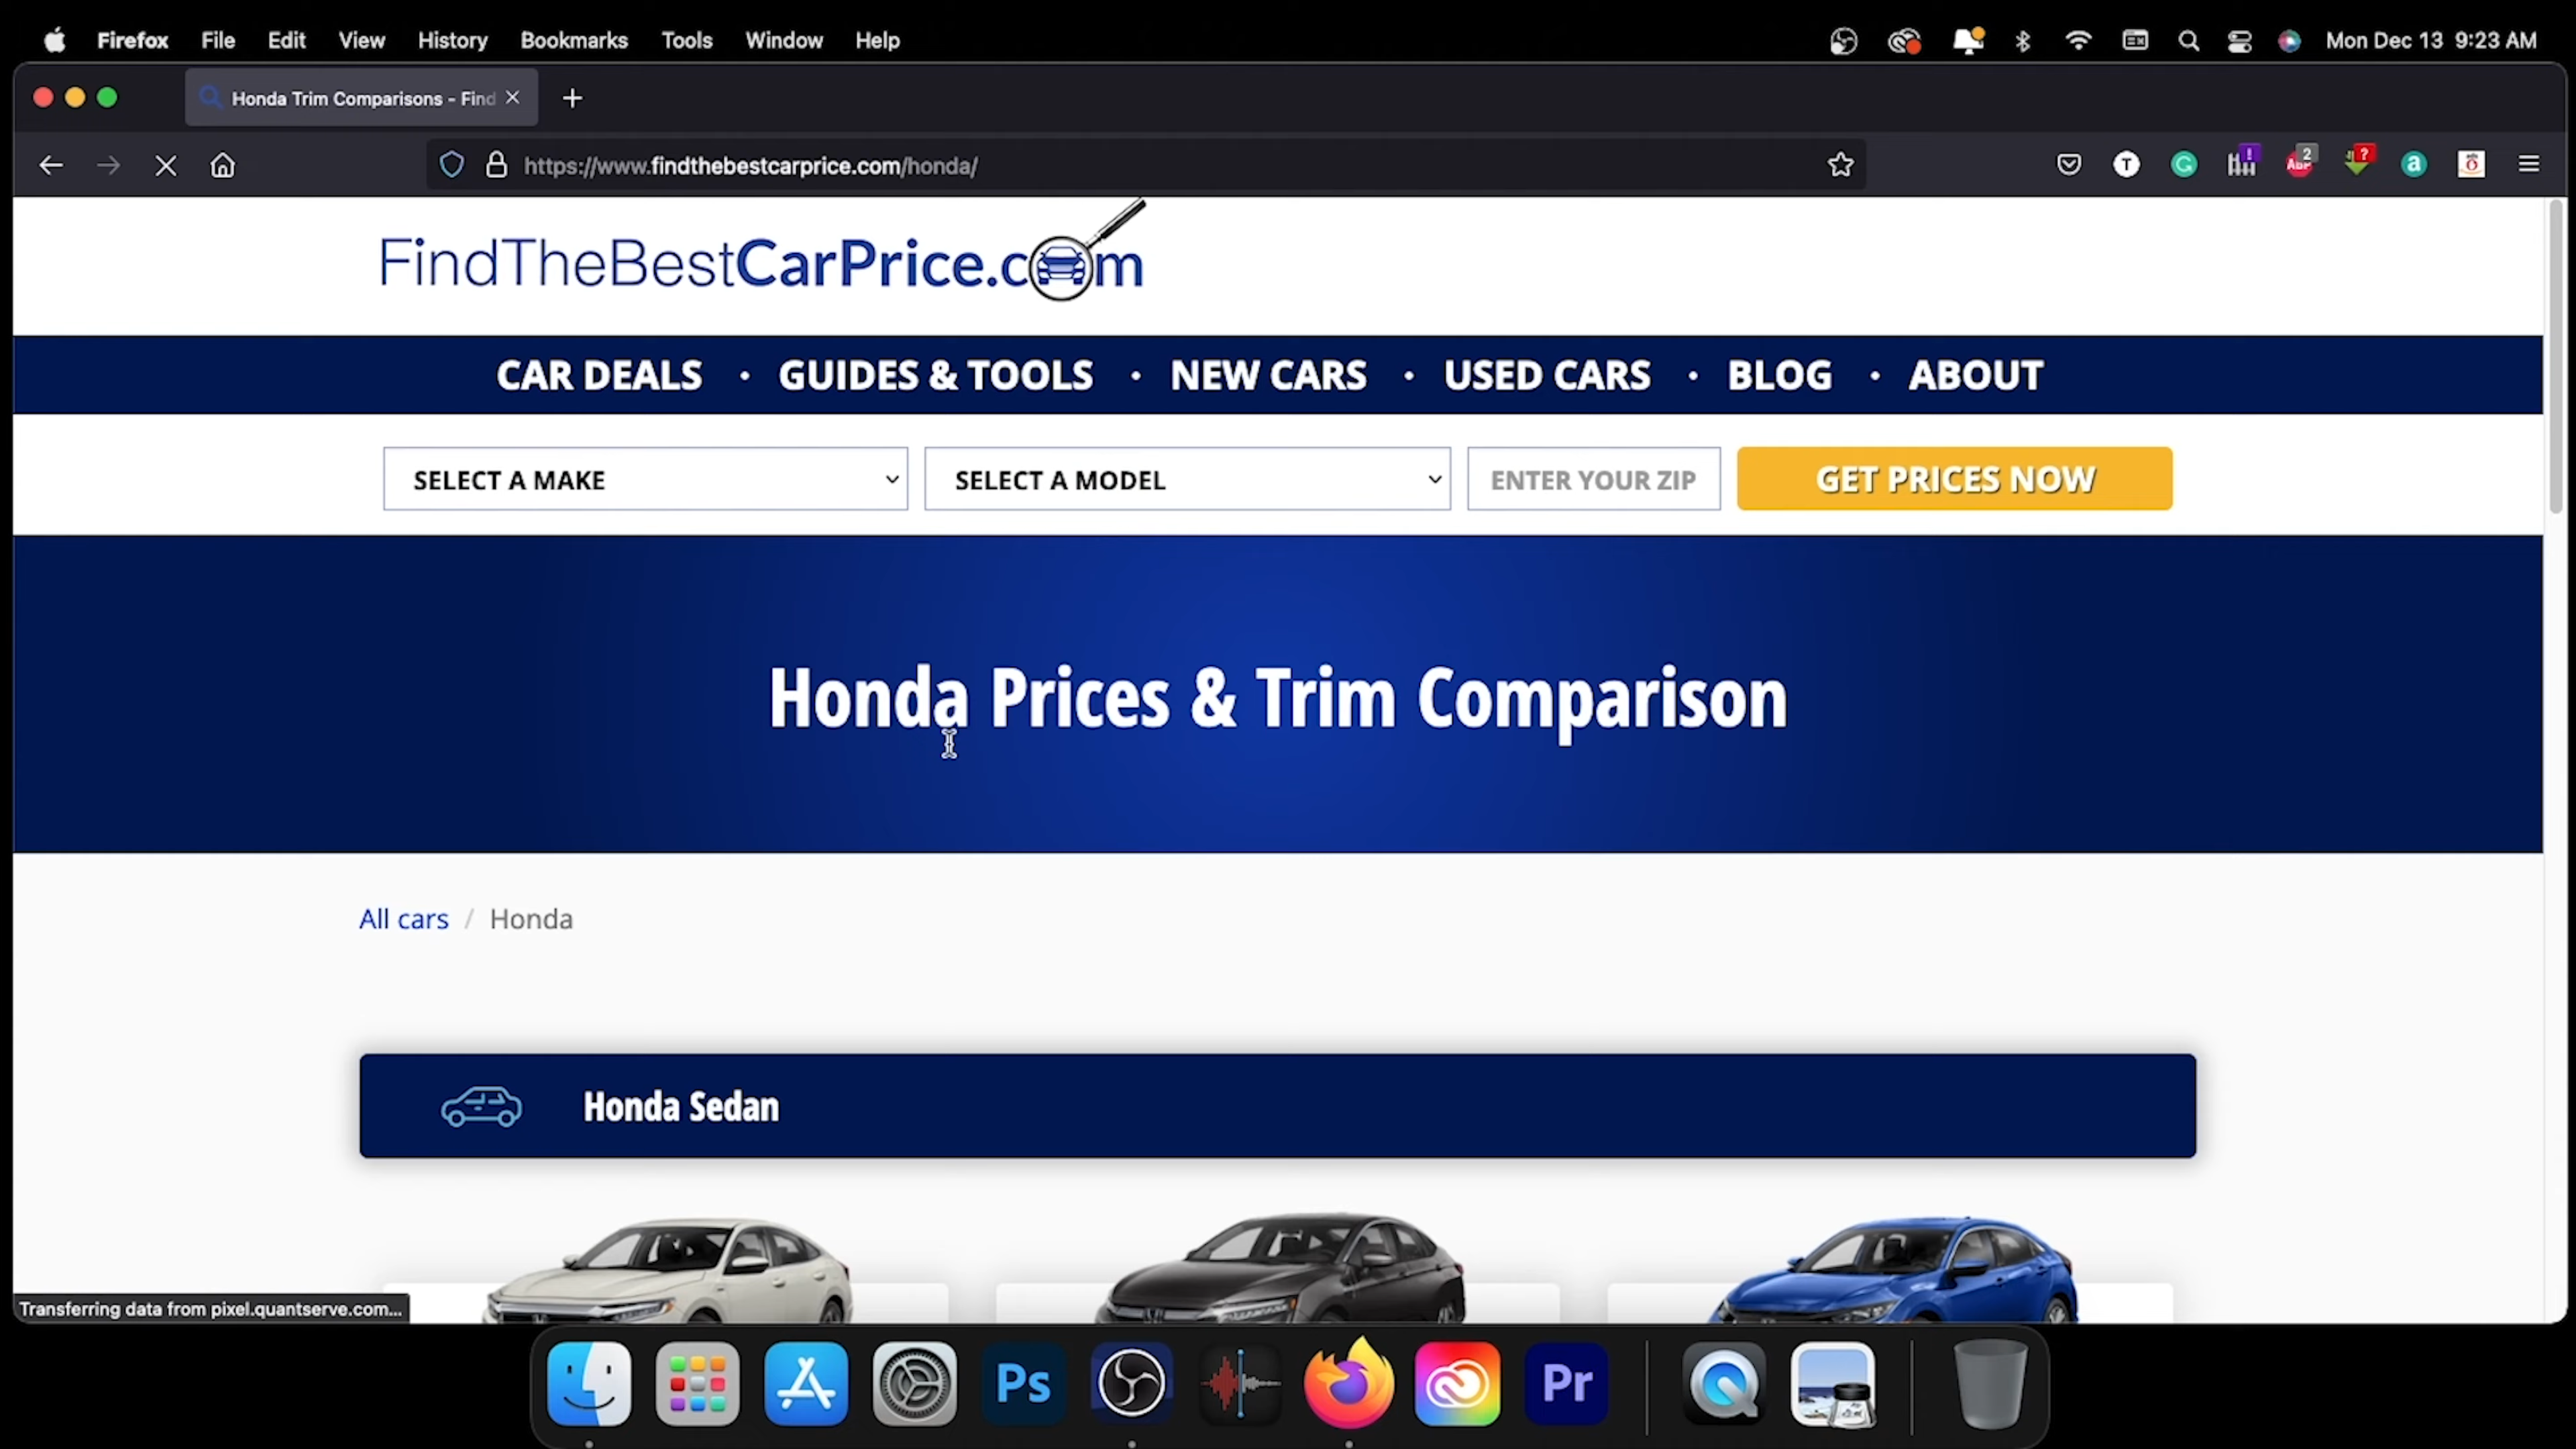 Firefox File Edit View History Bookmarks Tools Window Help Mon Dec 13 9:23 AM
Honda Trim Comparisons - Find
https://www.findthebestcarprice.com/honda/
T ! ABP 2 ? a
FindTheBestCarPrice.com
CAR DEALS • GUIDES & TOOLS • NEW CARS • USED CARS • BLOG • ABOUT
SELECT A MAKE SELECT A MODEL ENTER YOUR ZIP GET PRICES NOW
Honda Prices & Trim Comparison
All cars / Honda
Honda Sedan
Transferring data from pixel.quantserve.com...
Ps Pr